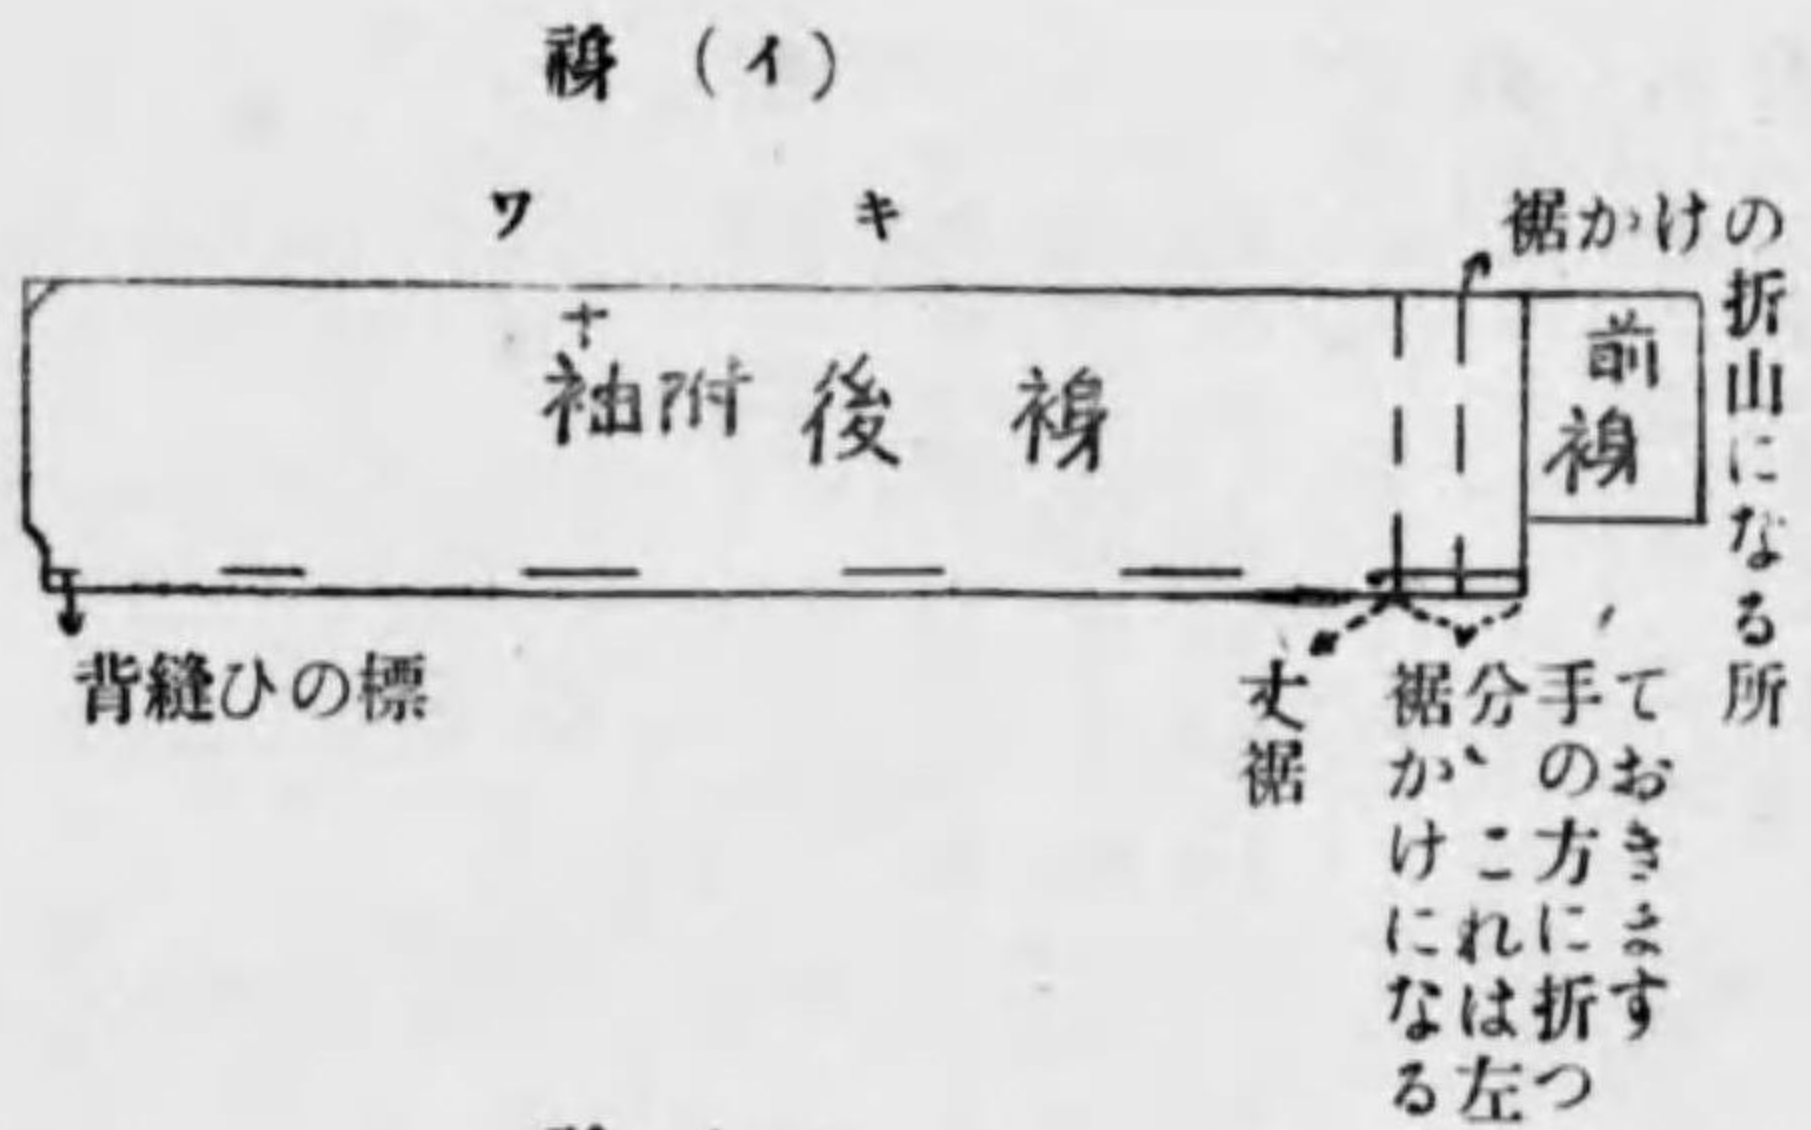 裑（イ）
ワキ
裾かけの折山になる所
袖附
後裑
前裑
背縫ひの標
丈裾
裾かけになる
分、これは左
手の方に折つ
ておきます